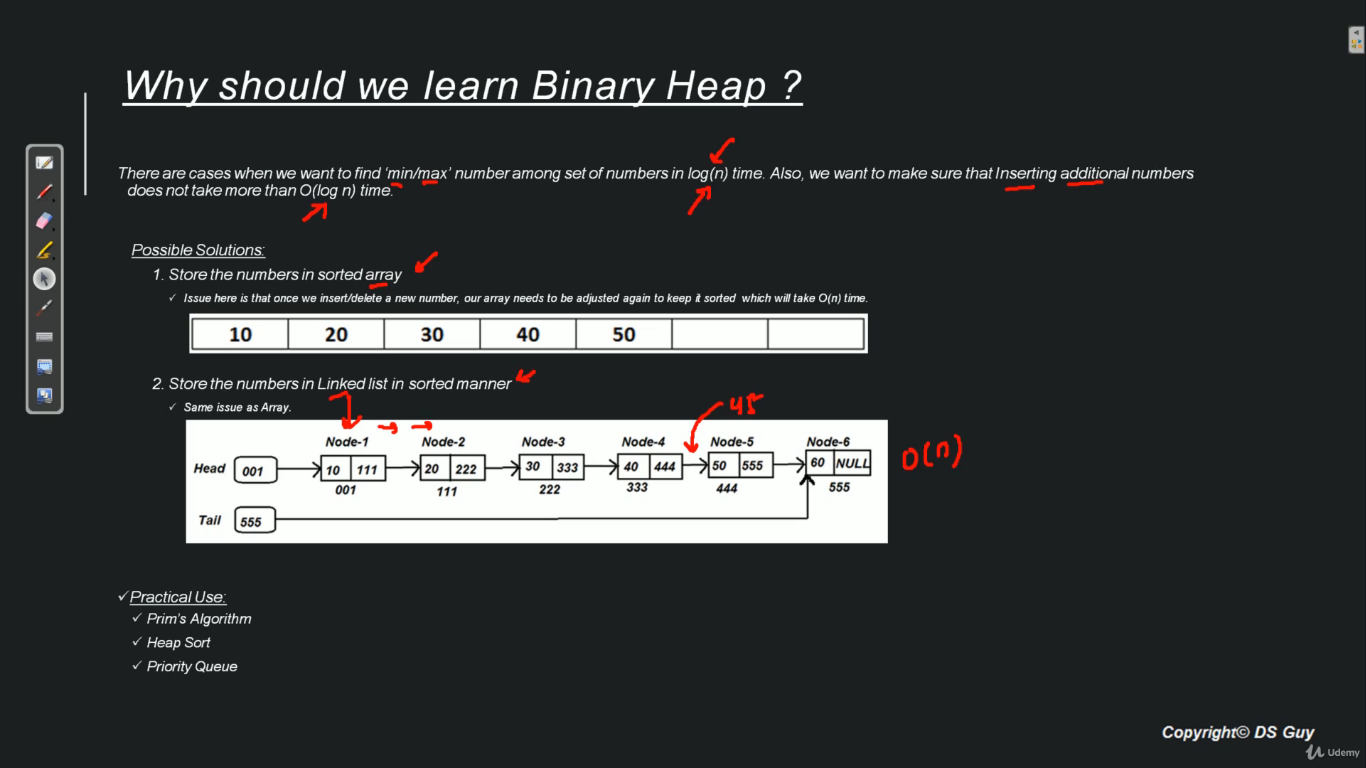 Why should we learn Binary Heap ?
There are cases when we want to find 'min/max' number among set of numbers in log(n) time. Also, we want to make sure that Inserting additional numbers
does not take more than O(log n) time.
Possible Solutions:
1. Store the numbers in sorted array
✓ Issue here is that once we insert/delete a new number, our array needs to be adjusted again to keep it sorted which will take O(n) time.
10 20 30 40 50
2. Store the numbers in Linked list in sorted manner
✓ Same issue as Array.
45
Node-1 Node-2 Node-3 Node-4 Node-5 Node-6
Head 001 10 111 20 222 30 333 40 444 50 555 60 NULL
O(n)
001 111 222 333 444 555
Tail 555
✓ Practical Use:
✓ Prim's Algorithm
✓ Heap Sort
✓ Priority Queue
Copyright© DS Guy
Udemy